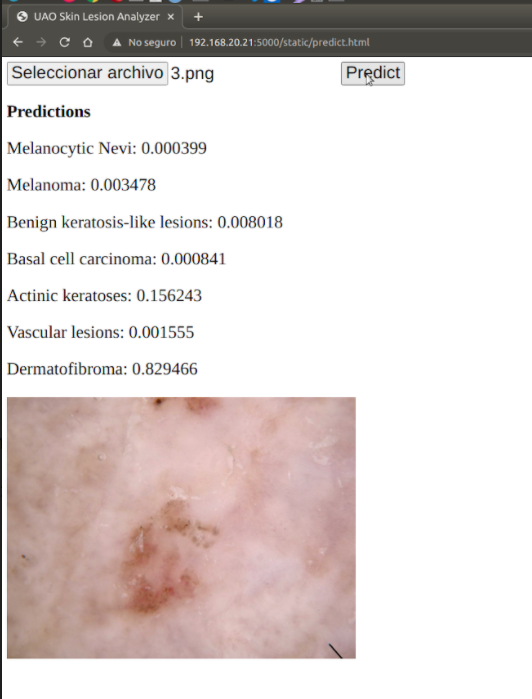 UAO Skin Lesion Analyzer
No seguro 192.168.20.21:5000/static/predict.html
Seleccionar archivo 3.png Predict
Predictions
Melanocytic Nevi: 0.000399
Melanoma: 0.003478
Benign keratosis-like lesions: 0.008018
Basal cell carcinoma: 0.000841
Actinic keratoses: 0.156243
Vascular lesions: 0.001555
Dermatofibroma: 0.829466